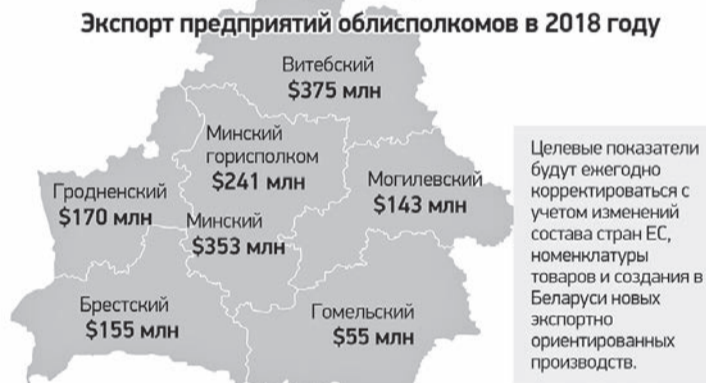 Экспорт предприятий облисполкомов в 2018 году
Витебский
$375 млн
Минский
горисполком
$241 млн
Могилевский
$143 млн
Гродненский
$170 млн
Минский
$353 млн
Брестский
$155 млн
Гомельский
$55 млн
Целевые показатели
будут ежегодно
корректироваться с
учетом изменений
состава стран ЕС,
номенклатуры
товаров и создания в
Беларуси новых
экспортно
ориентированных
производств.